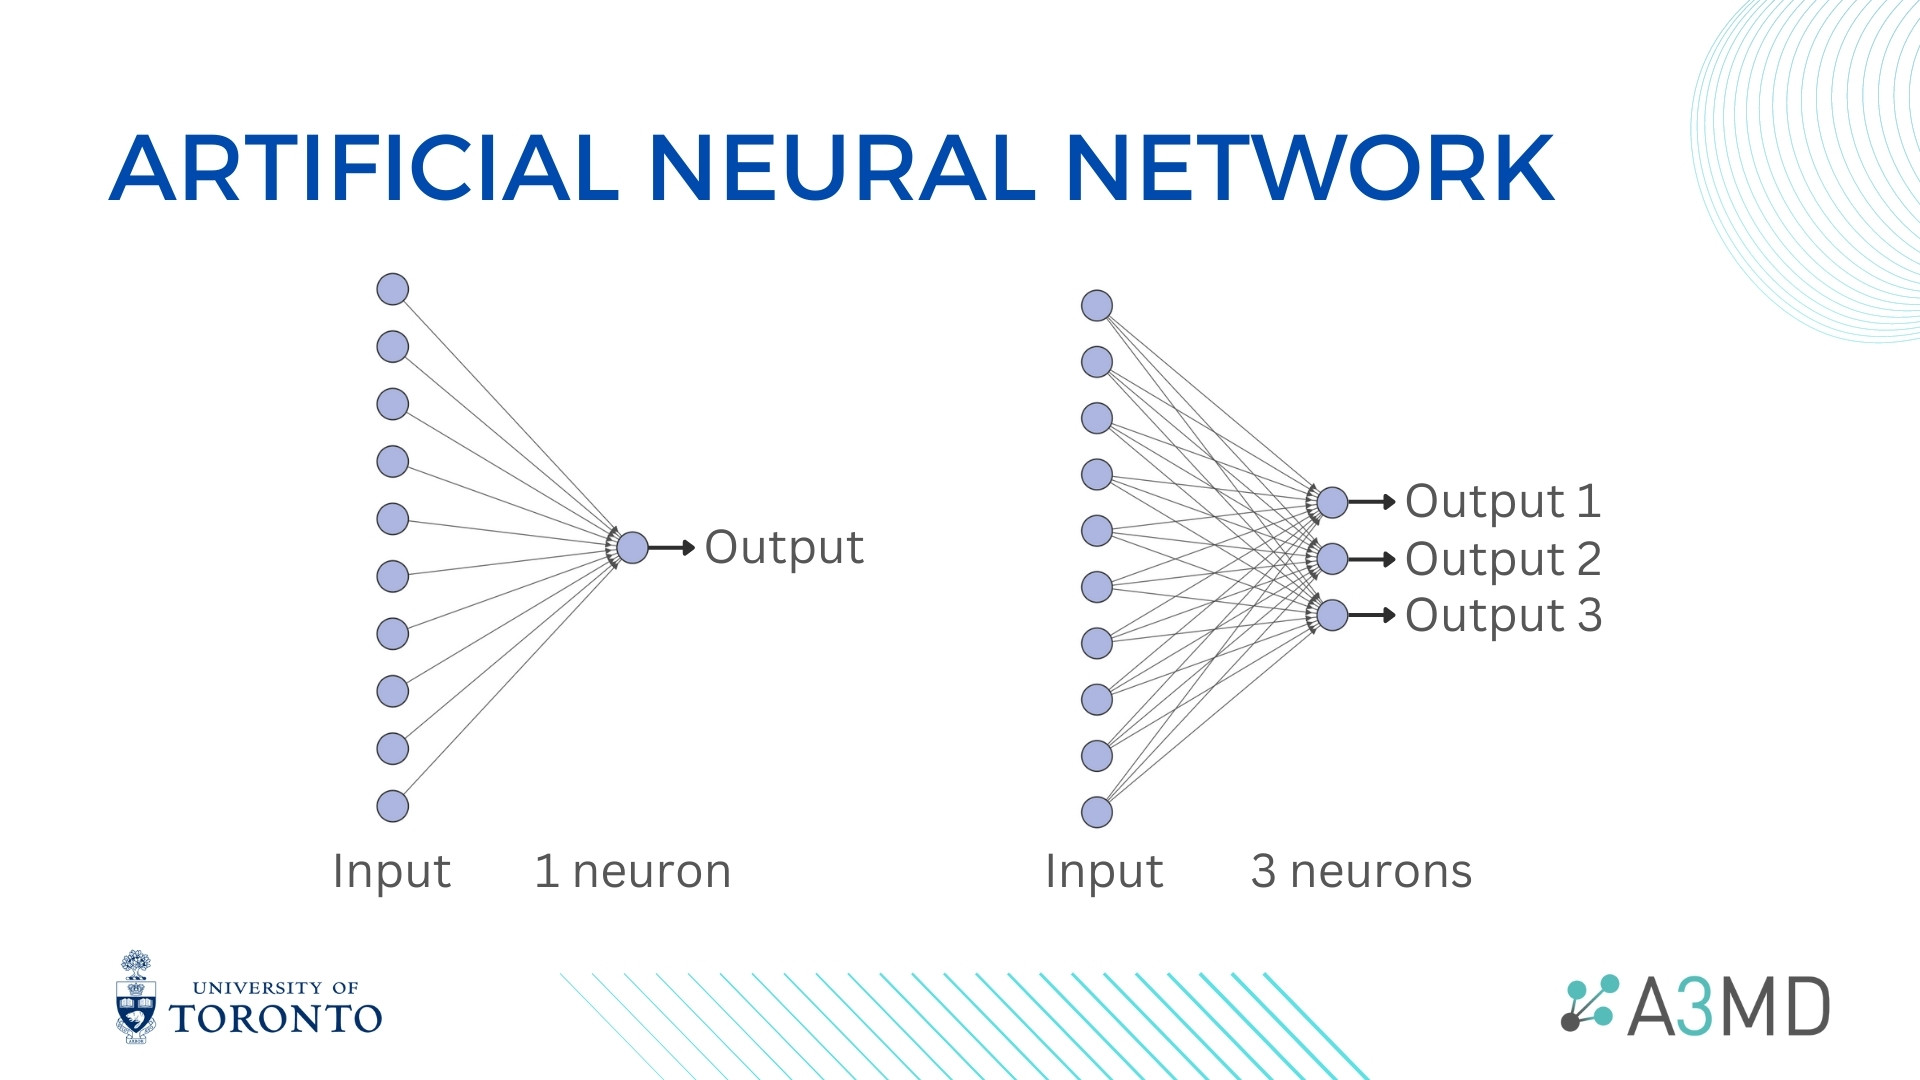 ARTIFICIAL NEURAL NETWORK
Output
Input
1 neuron
Output 1
Output 2
Output 3
Input
3 neurons
UNIVERSITY OF
TORONTO
A3MD